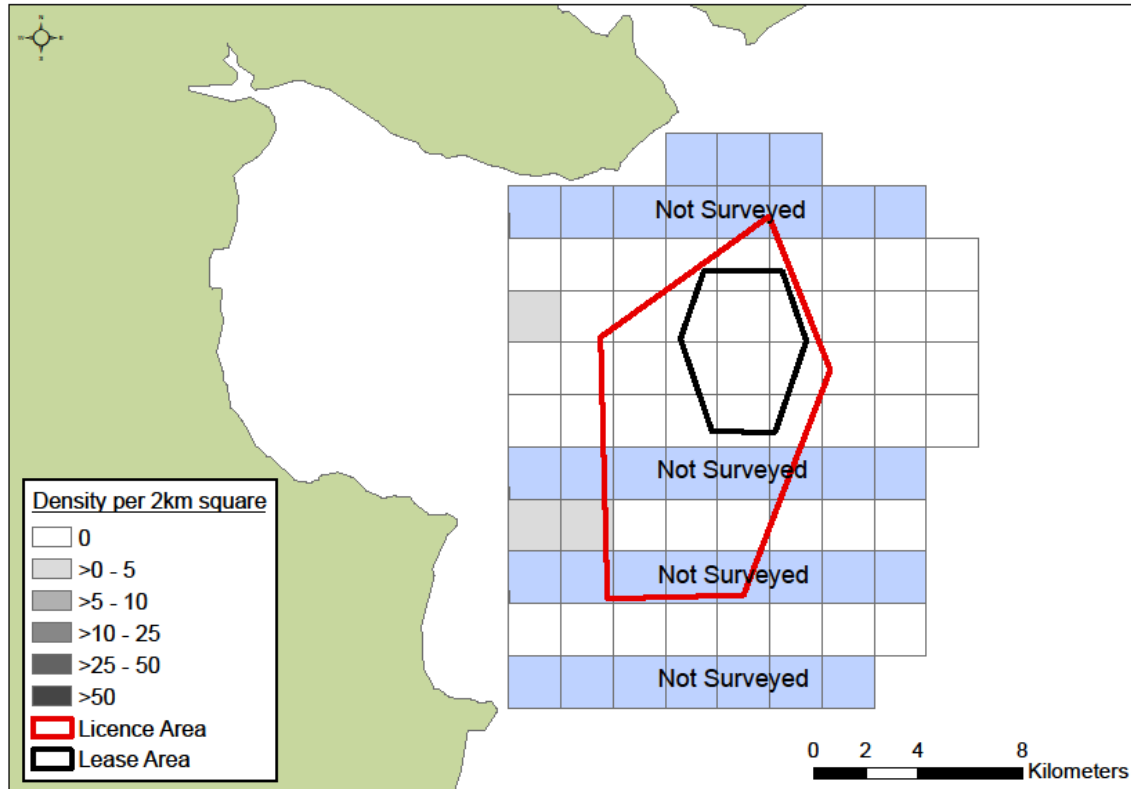 N
W E
S
Not Surveyed
Not Surveyed
Not Surveyed
Not Surveyed
Density per 2km square
0
>0 - 5
>5 - 10
>10 - 25
>25 - 50
>50
Licence Area
Lease Area
0 2 4 8
Kilometers